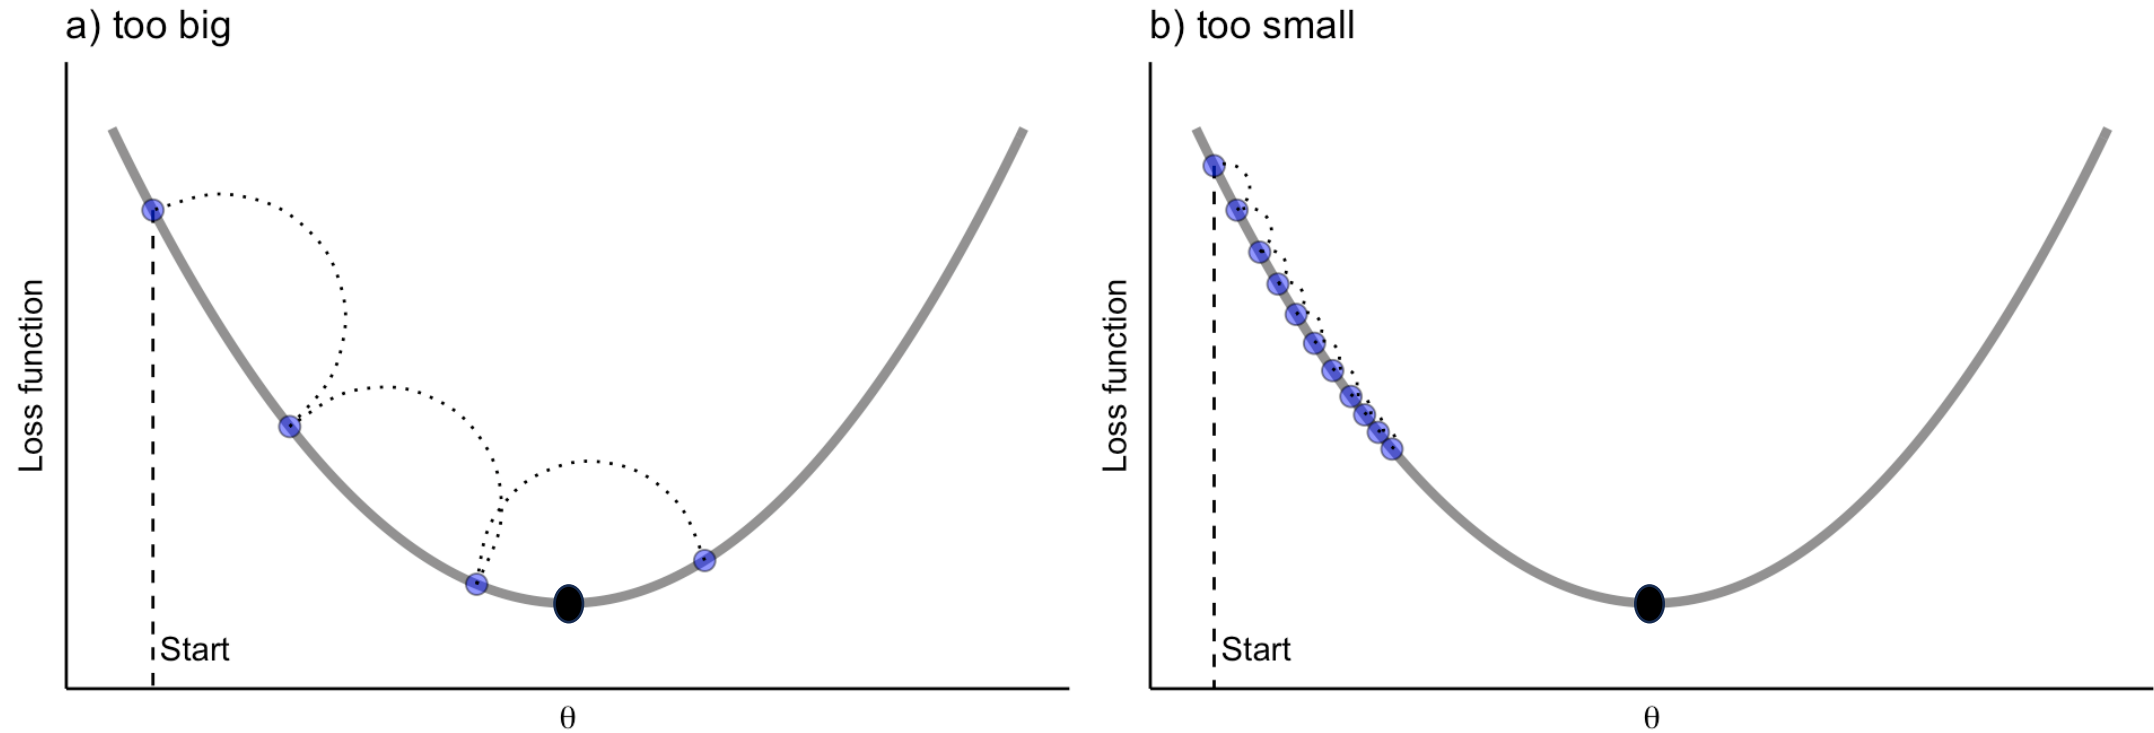 a) too big
Loss function
Start
θ
b) too small
Loss function
Start
θ